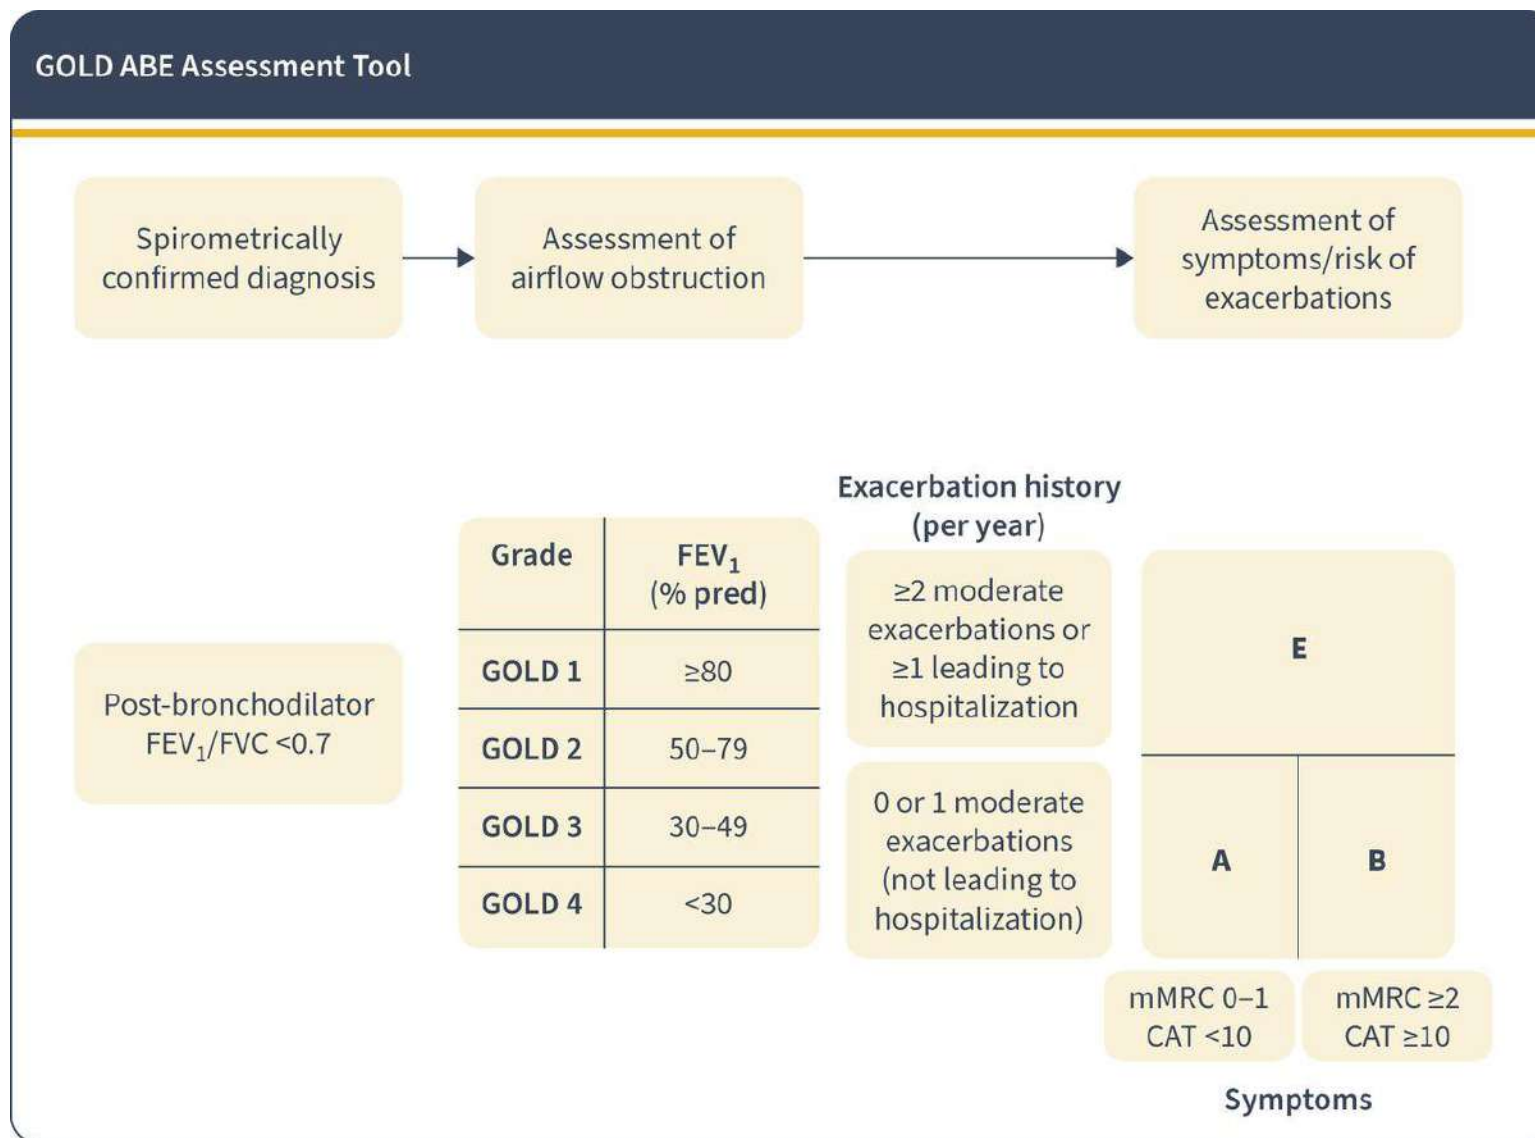 GOLD ABE Assessment Tool
Spirometrically
confirmed diagnosis
Assessment of
airflow obstruction
Assessment of
symptoms/risk of
exacerbations
Post-bronchodilator
FEV₁/FVC <0.7
Grade
FEV₁
(% pred)
GOLD 1
≥80
GOLD 2
50–79
GOLD 3
30–49
GOLD 4
<30
Exacerbation history
(per year)
≥2 moderate
exacerbations or
≥1 leading to
hospitalization
0 or 1 moderate
exacerbations
(not leading to
hospitalization)
E
A
B
mMRC 0–1
CAT <10
mMRC ≥2
CAT ≥10
Symptoms